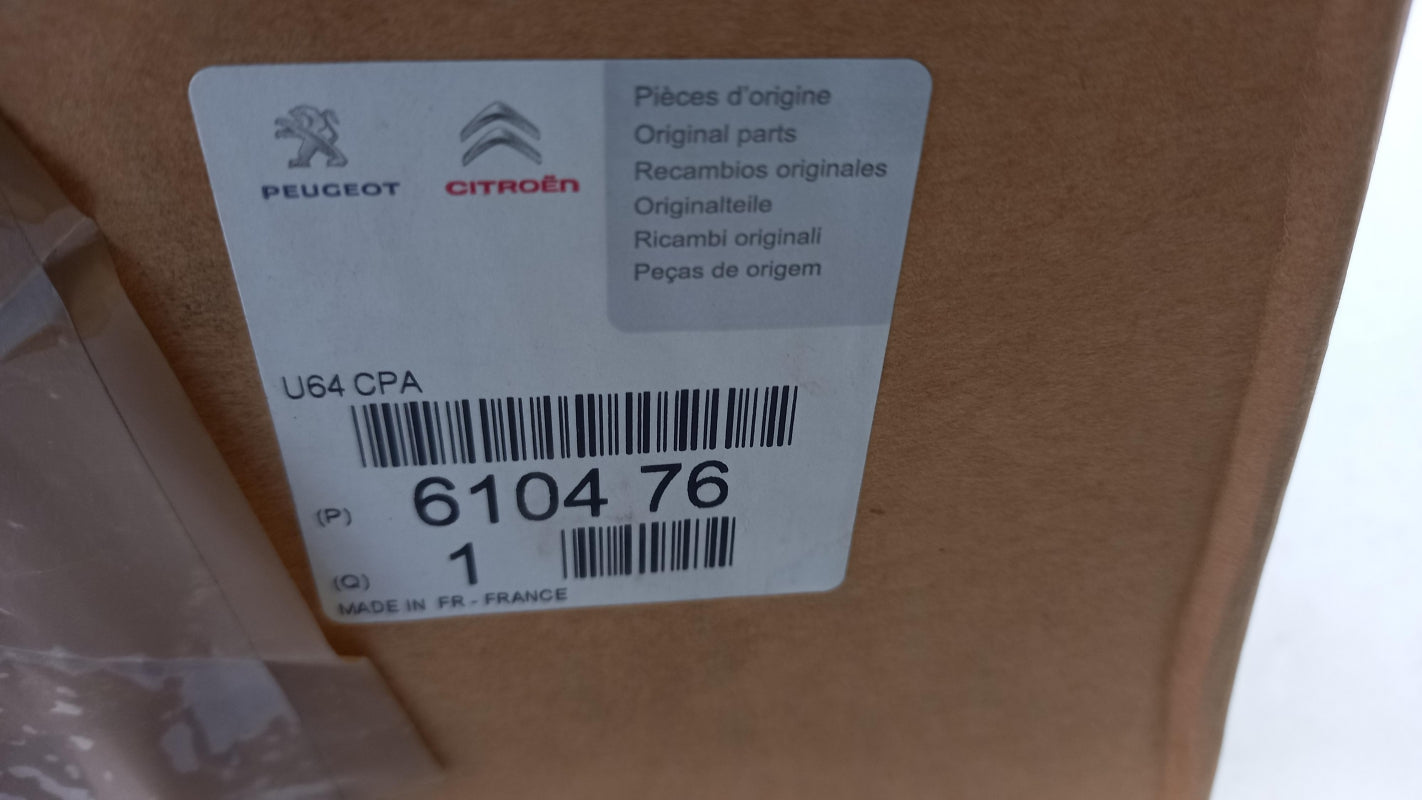 PEUGEOT
CITROËN
Pièces d'origine
Original parts
Recambios originales
Originalteile
Ricambi originali
Peças de origem
U64 CPA
(P) 6104 76
(Q) 1
MADE IN FR - FRANCE